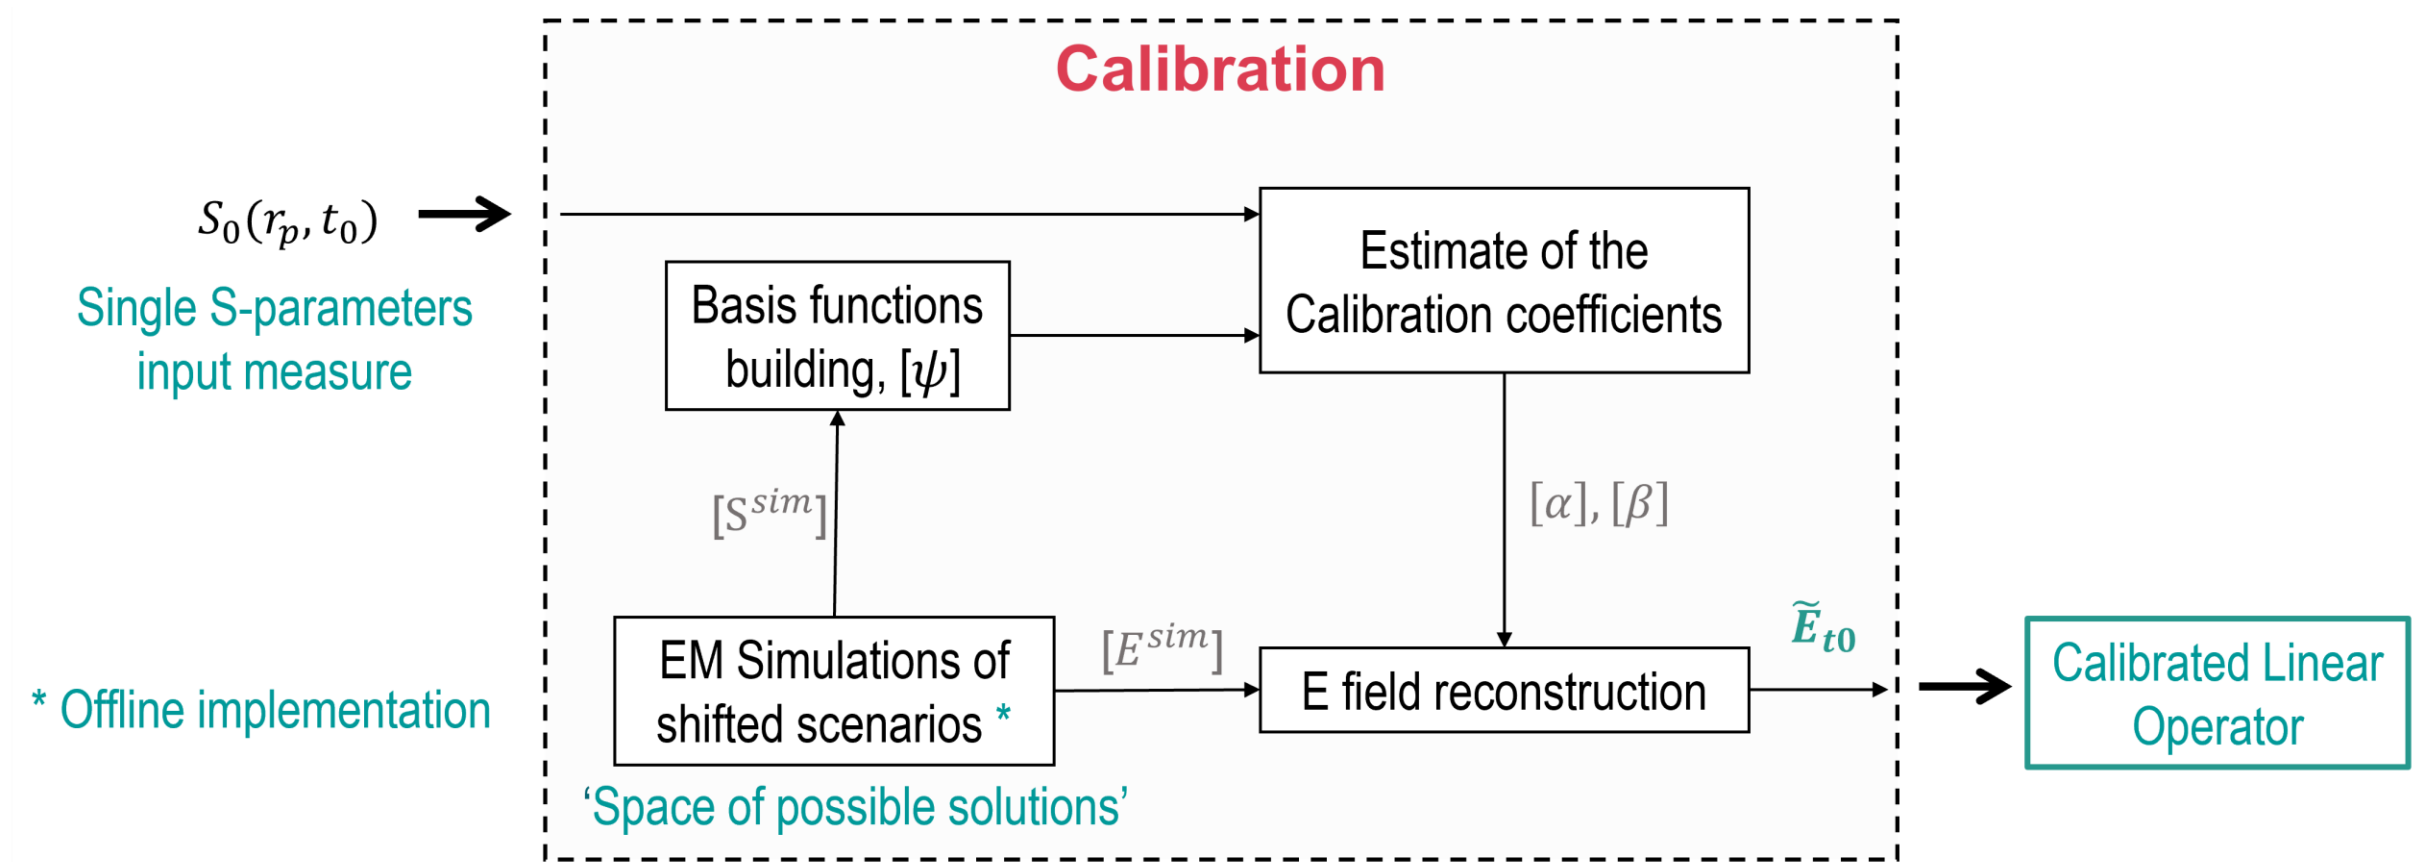 Calibration
S₀(rₚ, t₀)
Single S-parameters
input measure
Basis functions
building, [ψ]
Estimate of the
Calibration coefficients
[S^sim]
[α], [β]
EM Simulations of
shifted scenarios *
[E^sim]
E field reconstruction
Ẽ_t0
Calibrated Linear
Operator
* Offline implementation
‘Space of possible solutions’